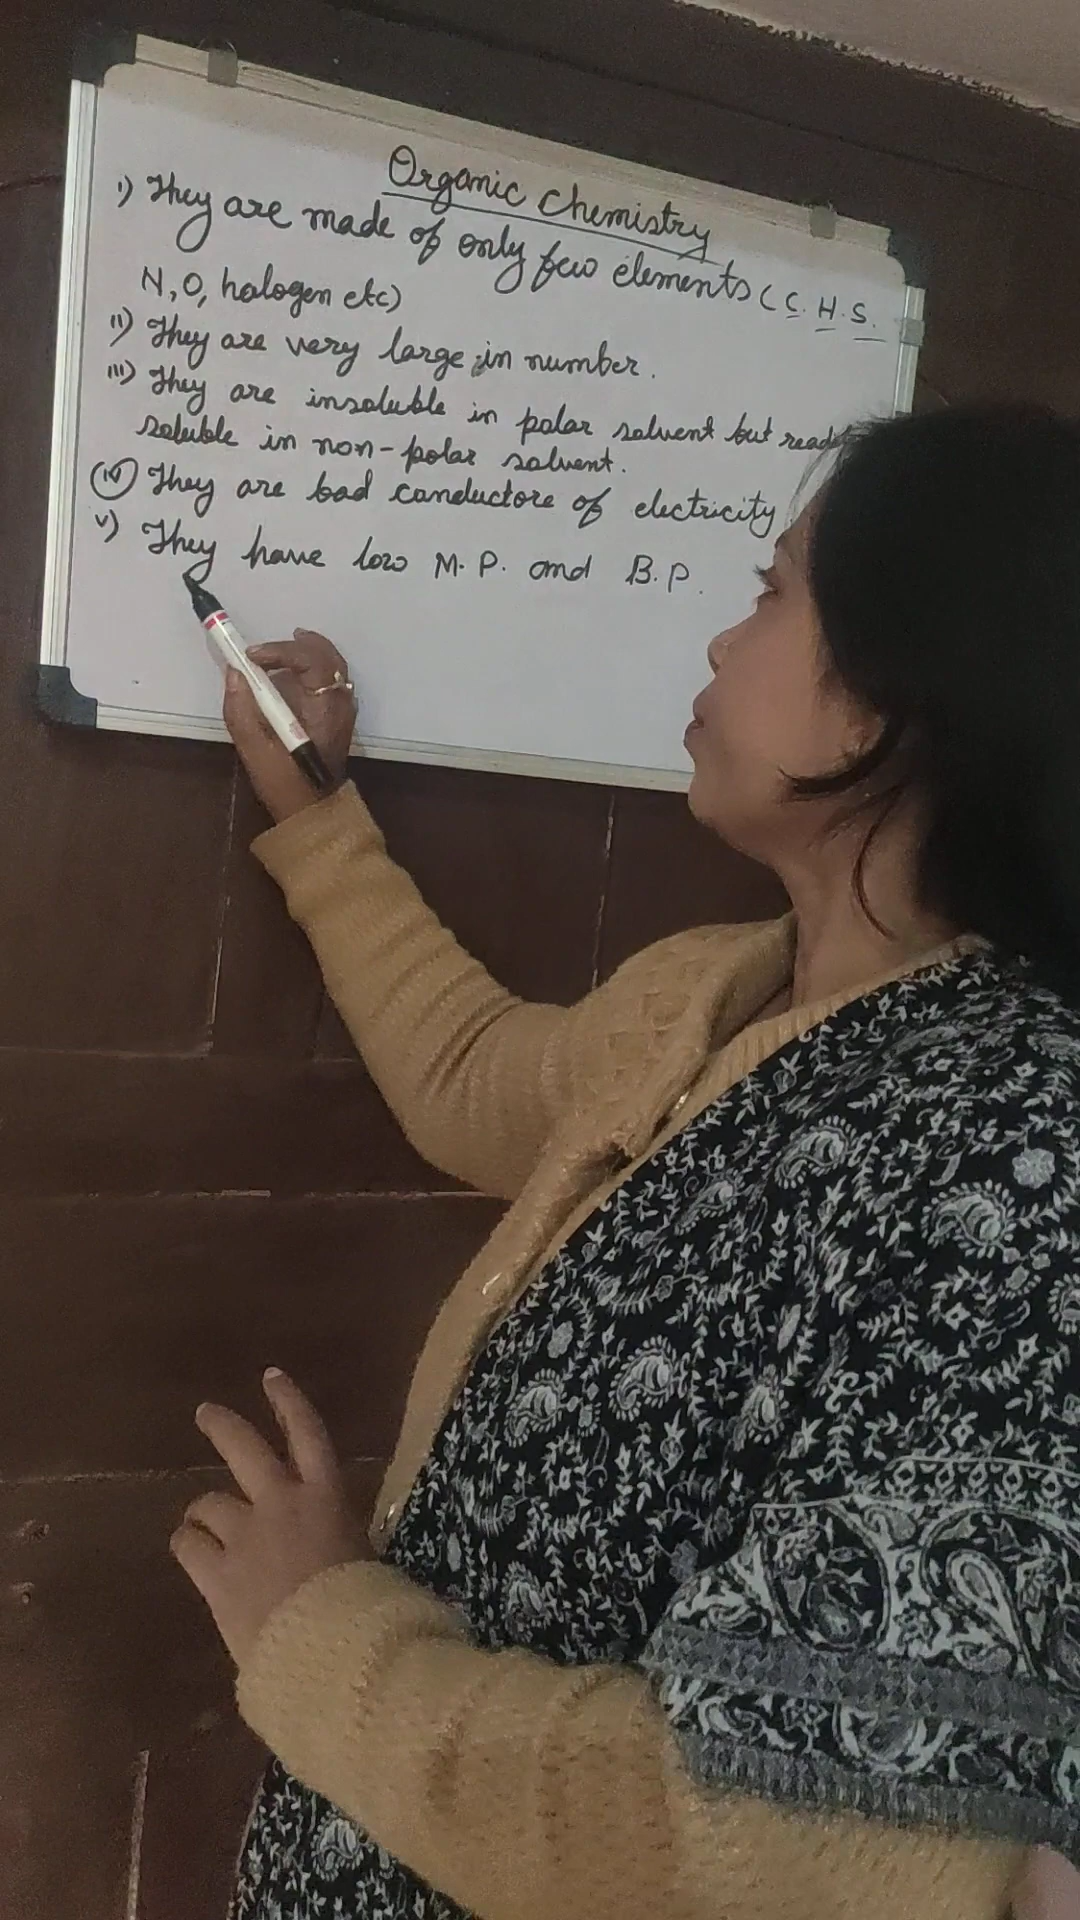 Organic Chemistry
i) They are made of only few elements (C. H. S.
N, O, halogen etc)
ii) They are very large in number.
iii) They are insoluble in polar solvent but
soluble in non-polar solvent.
iv) They are bad conductore of electricity
v) They have low M.P. and B.P.